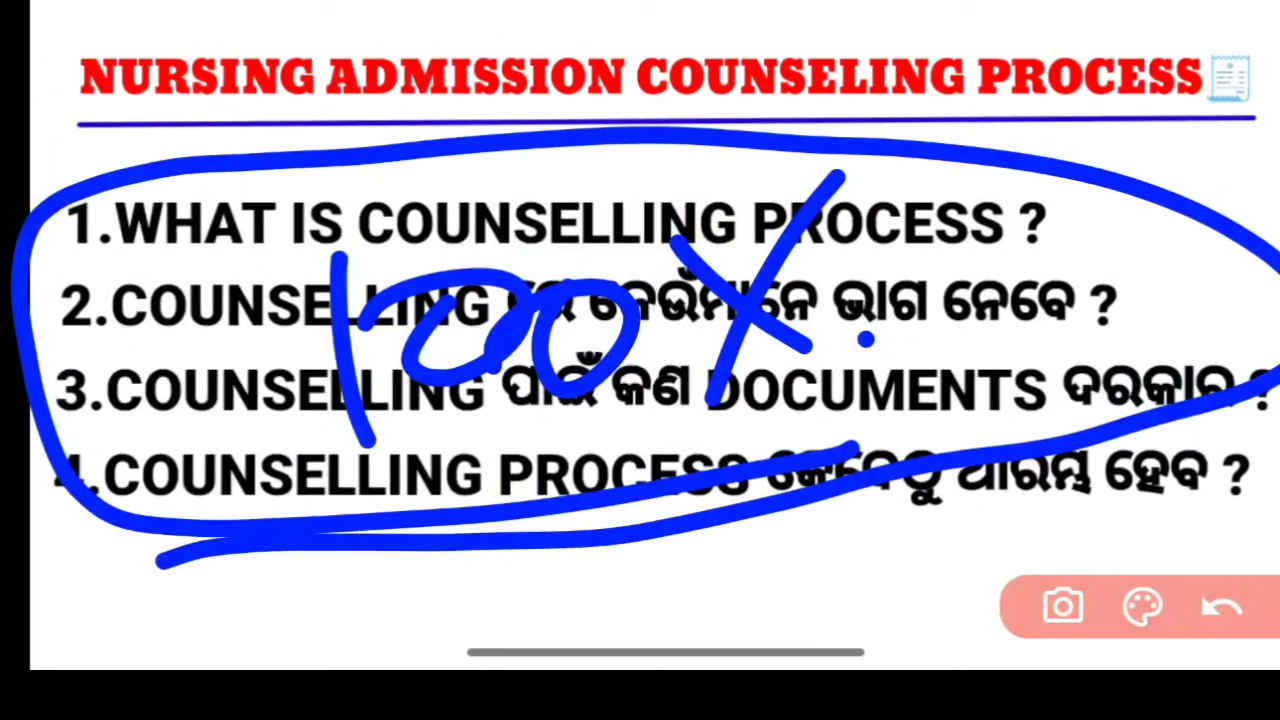 NURSING ADMISSION COUNSELING PROCESS
1.WHAT IS COUNSELLING PROCESS ?
2.COUNSELLING ରେ କେଉଁମାନେ ଭାଗ ନେବେ ?
3.COUNSELLING ପାଇଁ କଣ DOCUMENTS ଦରକାର ?
4.COUNSELLING PROCESS କେବେଠୁ ଆରମ୍ଭ ହେବ ?
100%